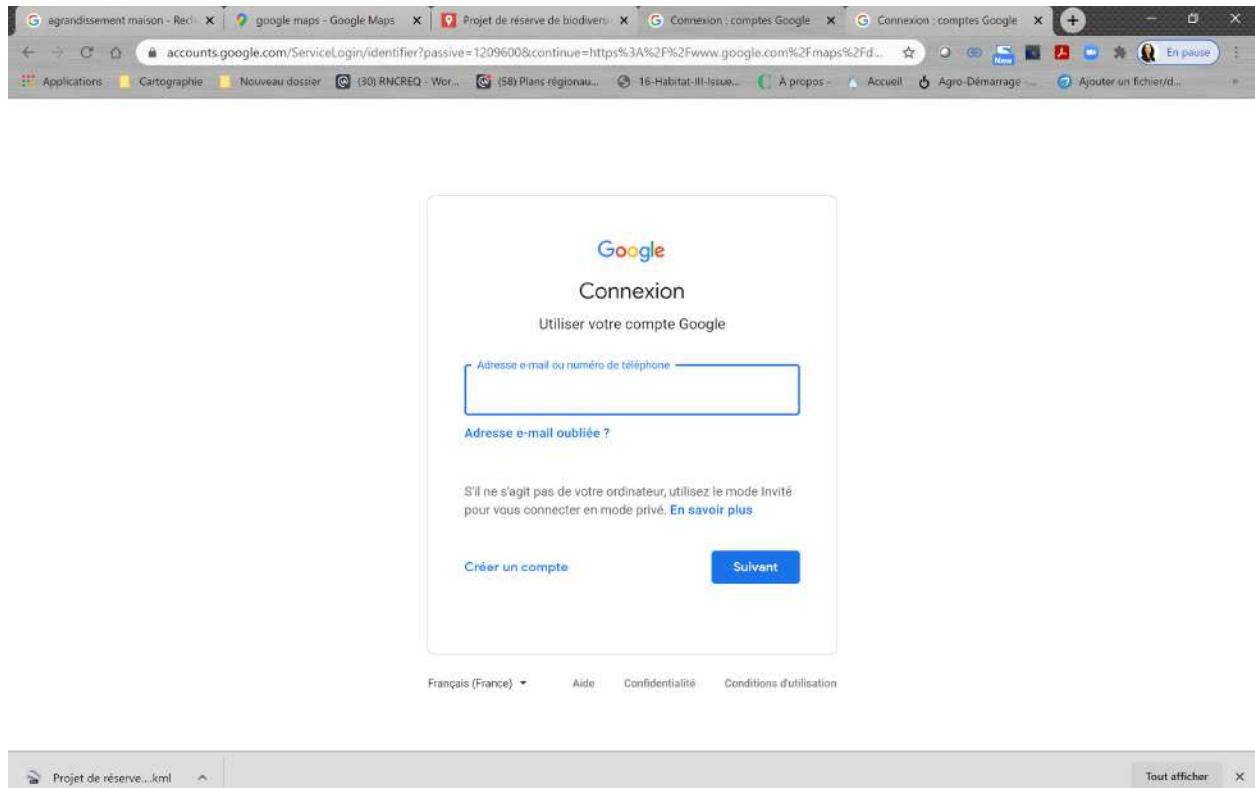 agrandissement maison - Rech
google maps - Google Maps
Projet de réserve de biodivers
Connexion : comptes Google
Connexion : comptes Google
accounts.google.com/ServiceLogin/identifier?passive=1209600&continue=https%3A%2F%2Fwww.google.com%2Fmaps%2Fd...
New
En pause
Applications
Cartographie
Nouveau dossier
(30) RNCREQ - Wor...
(58) Plans régionau...
16-Habitat-III-Issue...
À propos -
Accueil
Agro-Démarrage -...
Ajouter un fichier/d...
Google
Connexion
Utiliser votre compte Google
Adresse e-mail ou numéro de téléphone
Adresse e-mail oubliée ?
S'il ne s'agit pas de votre ordinateur, utilisez le mode Invité
pour vous connecter en mode privé. En savoir plus
Créer un compte
Suivant
Français (France)
Aide
Confidentialité
Conditions d'utilisation
Projet de réserve....kml
Tout afficher